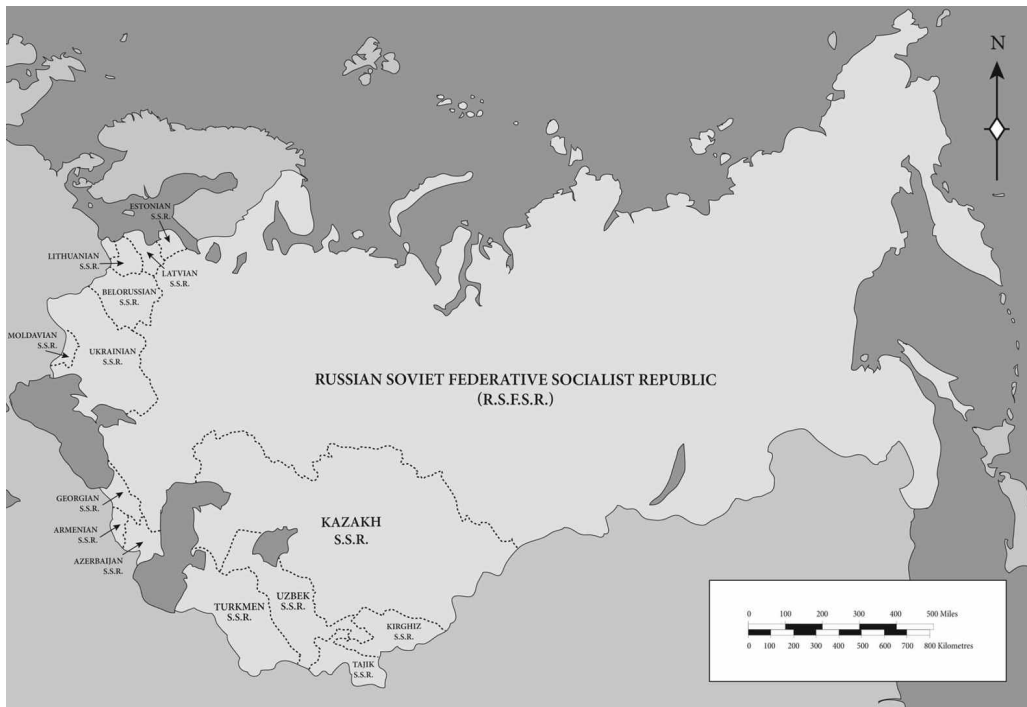 N
ESTONIAN
S.S.R.
LITHUANIAN
S.S.R.
LATVIAN
S.S.R.
BELORUSSIAN
S.S.R.
MOLDAVIAN
S.S.R.
UKRAINIAN
S.S.R.
RUSSIAN SOVIET FEDERATIVE SOCIALIST REPUBLIC
(R.S.F.S.R.)
GEORGIAN
S.S.R.
ARMENIAN
S.S.R.
AZERBAIJAN
S.S.R.
KAZAKH
S.S.R.
TURKMEN
S.S.R.
UZBEK
S.S.R.
KIRGHIZ
S.S.R.
TAJIK
S.S.R.
0 100 200 300 400 500 Miles
0 100 200 300 400 500 600 700 800 Kilometres